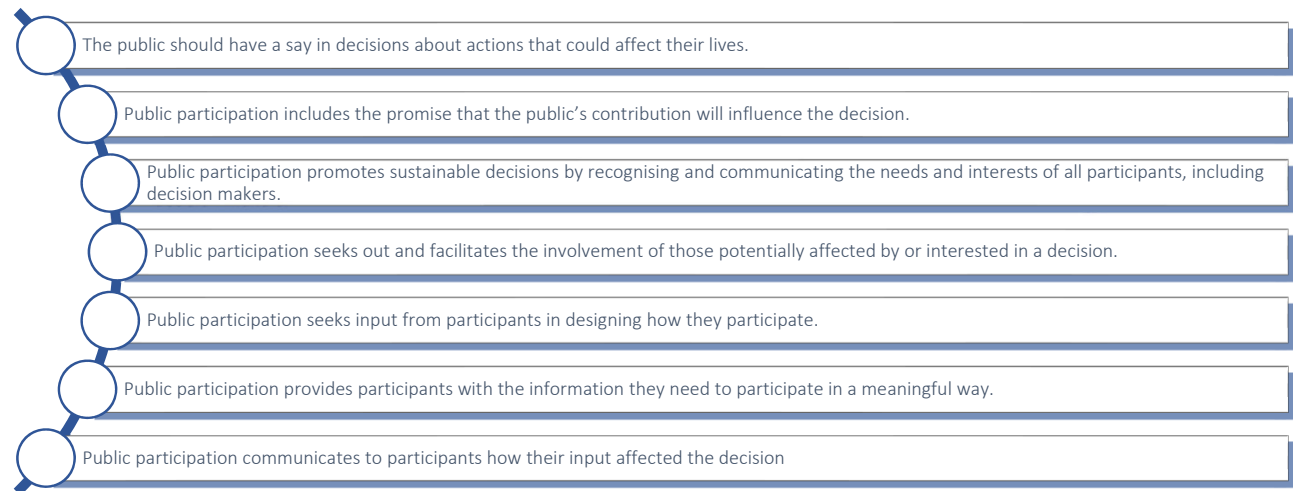 The public should have a say in decisions about actions that could affect their lives.
Public participation includes the promise that the public’s contribution will influence the decision.
Public participation promotes sustainable decisions by recognising and communicating the needs and interests of all participants, including
decision makers.
Public participation seeks out and facilitates the involvement of those potentially affected by or interested in a decision.
Public participation seeks input from participants in designing how they participate.
Public participation provides participants with the information they need to participate in a meaningful way.
Public participation communicates to participants how their input affected the decision